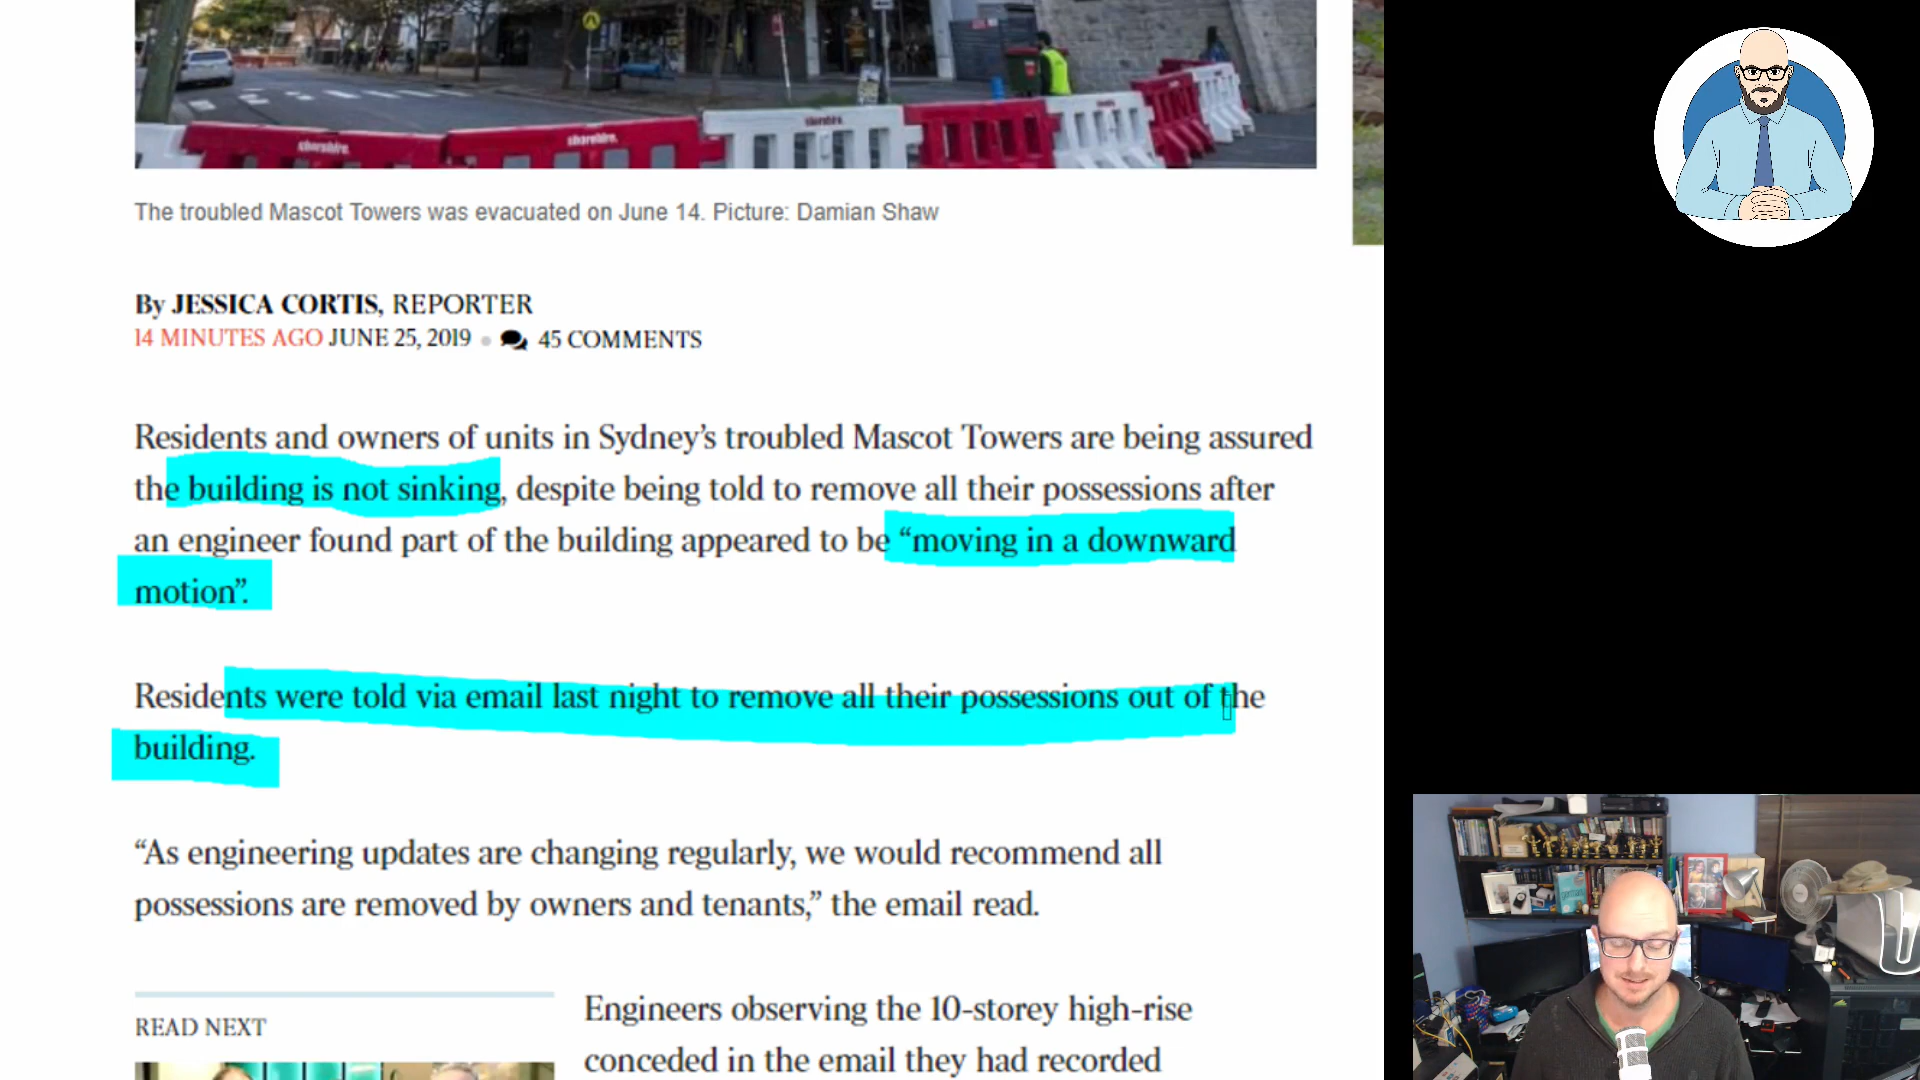 sharehire.
sharehire.
The troubled Mascot Towers was evacuated on June 14. Picture: Damian Shaw
By JESSICA CORTIS, REPORTER
14 MINUTES AGO JUNE 25, 2019 • 45 COMMENTS
Residents and owners of units in Sydney’s troubled Mascot Towers are being assured
the building is not sinking, despite being told to remove all their possessions after
an engineer found part of the building appeared to be “moving in a downward
motion”.
Residents were told via email last night to remove all their possessions out of the
building.
“As engineering updates are changing regularly, we would recommend all
possessions are removed by owners and tenants,” the email read.
READ NEXT
Engineers observing the 10-storey high-rise
conceded in the email they had recorded